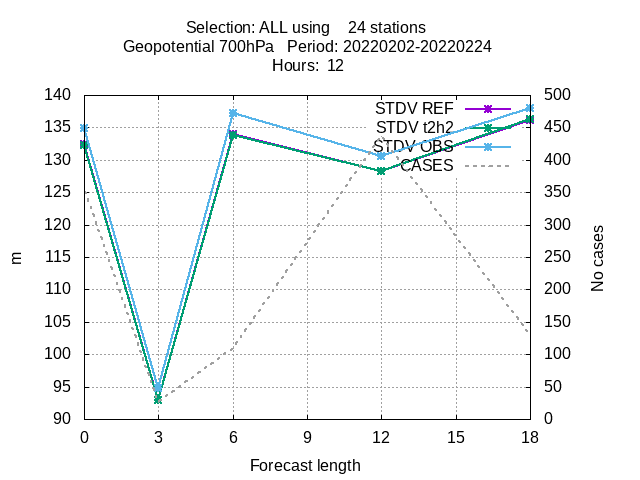 Selection: ALL using 24 stations
Geopotential 700hPa Period: 20220202-20220224
Hours: 12
140 500
STDV REF
135 450
STDV t2h2
STDV OBS
130 400
CASES
125 350
120 300
115 250
m
No cases
110 200
105 150
100 100
95 50
90 0
0 3 6 9 12 15 18
Forecast length